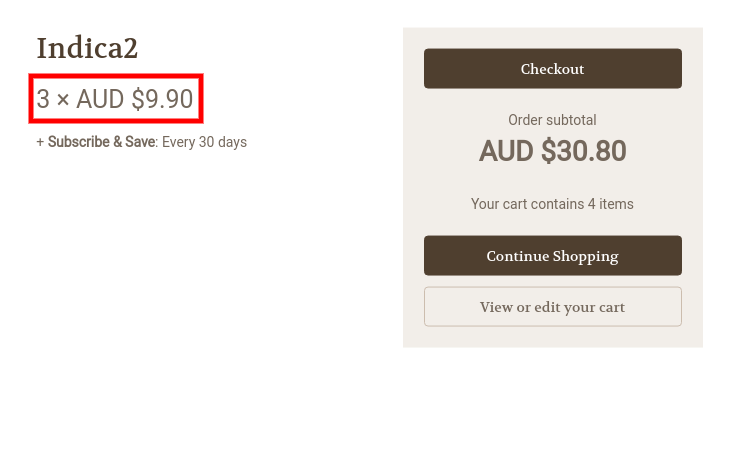 Indica2
3 × AUD $9.90
+ Subscribe & Save: Every 30 days
Checkout
Order subtotal
AUD $30.80
Your cart contains 4 items
Continue Shopping
View or edit your cart